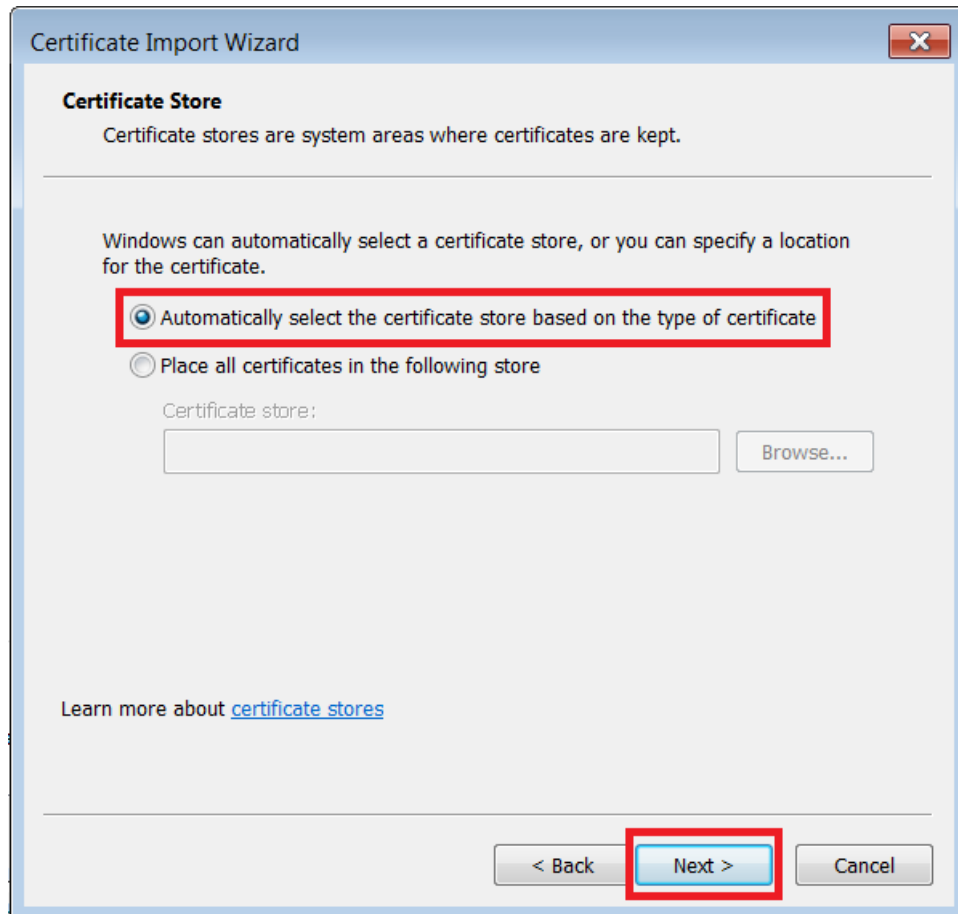 Certificate Import Wizard
Certificate Store
Certificate stores are system areas where certificates are kept.
Windows can automatically select a certificate store, or you can specify a location
for the certificate.
Automatically select the certificate store based on the type of certificate
Place all certificates in the following store
Certificate store:
Browse...
Learn more about certificate stores
< Back
Next >
Cancel